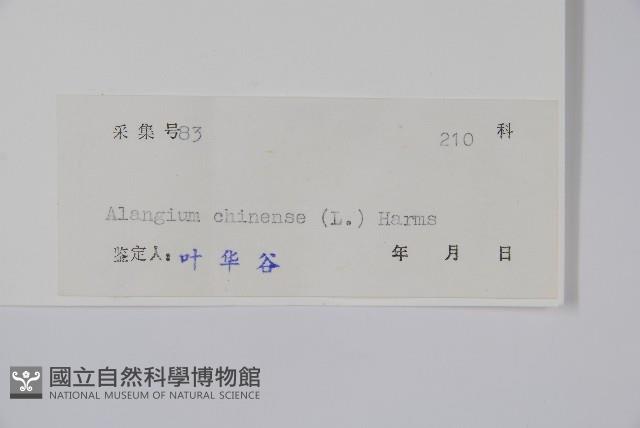 采集号83 210 科
Alangium chinense (L.) Harms
鉴定人: 叶华谷 年 月 日
國立自然科學博物館
NATIONAL MUSEUM OF NATURAL SCIENCE